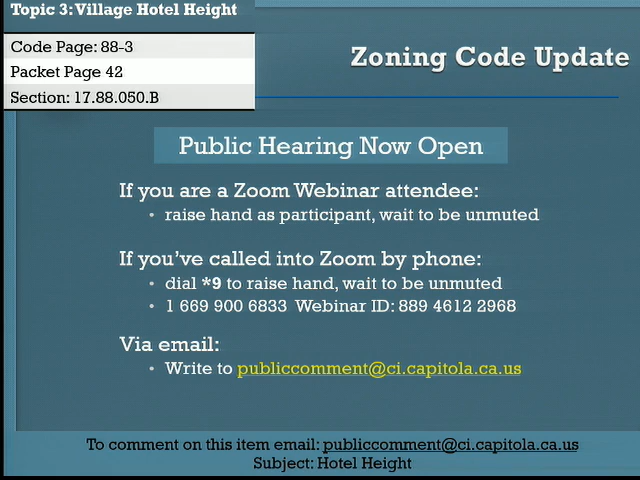 Topic 3: Village Hotel Height
Code Page: 88-3
Packet Page 42
Section: 17.88.050.B
Zoning Code Update
Public Hearing Now Open
If you are a Zoom Webinar attendee:
• raise hand as participant, wait to be unmuted
If you've called into Zoom by phone:
• dial *9 to raise hand, wait to be unmuted
• 1 669 900 6833 Webinar ID: 889 4612 2968
Via email:
• Write to publiccomment@ci.capitola.ca.us
To comment on this item email: publiccomment@ci.capitola.ca.us
Subject: Hotel Height